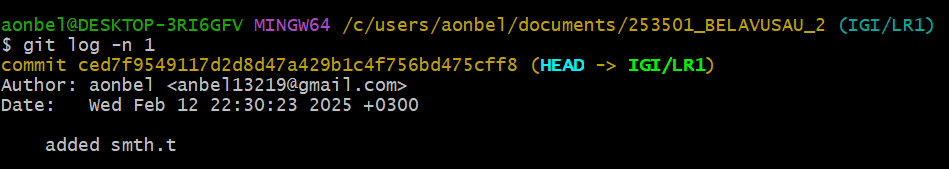 aonbel@DESKTOP-3RI6GFV MINGW64 /c/users/aonbel/documents/253501_BELAVUSAU_2 (IGI/LR1)
$ git log -n 1
commit ced7f9549117d2d8d47a429b1c4f756bd475cff8 (HEAD -> IGI/LR1)
Author: aonbel <anbel13219@gmail.com>
Date:   Wed Feb 12 22:30:23 2025 +0300

    added smth.t